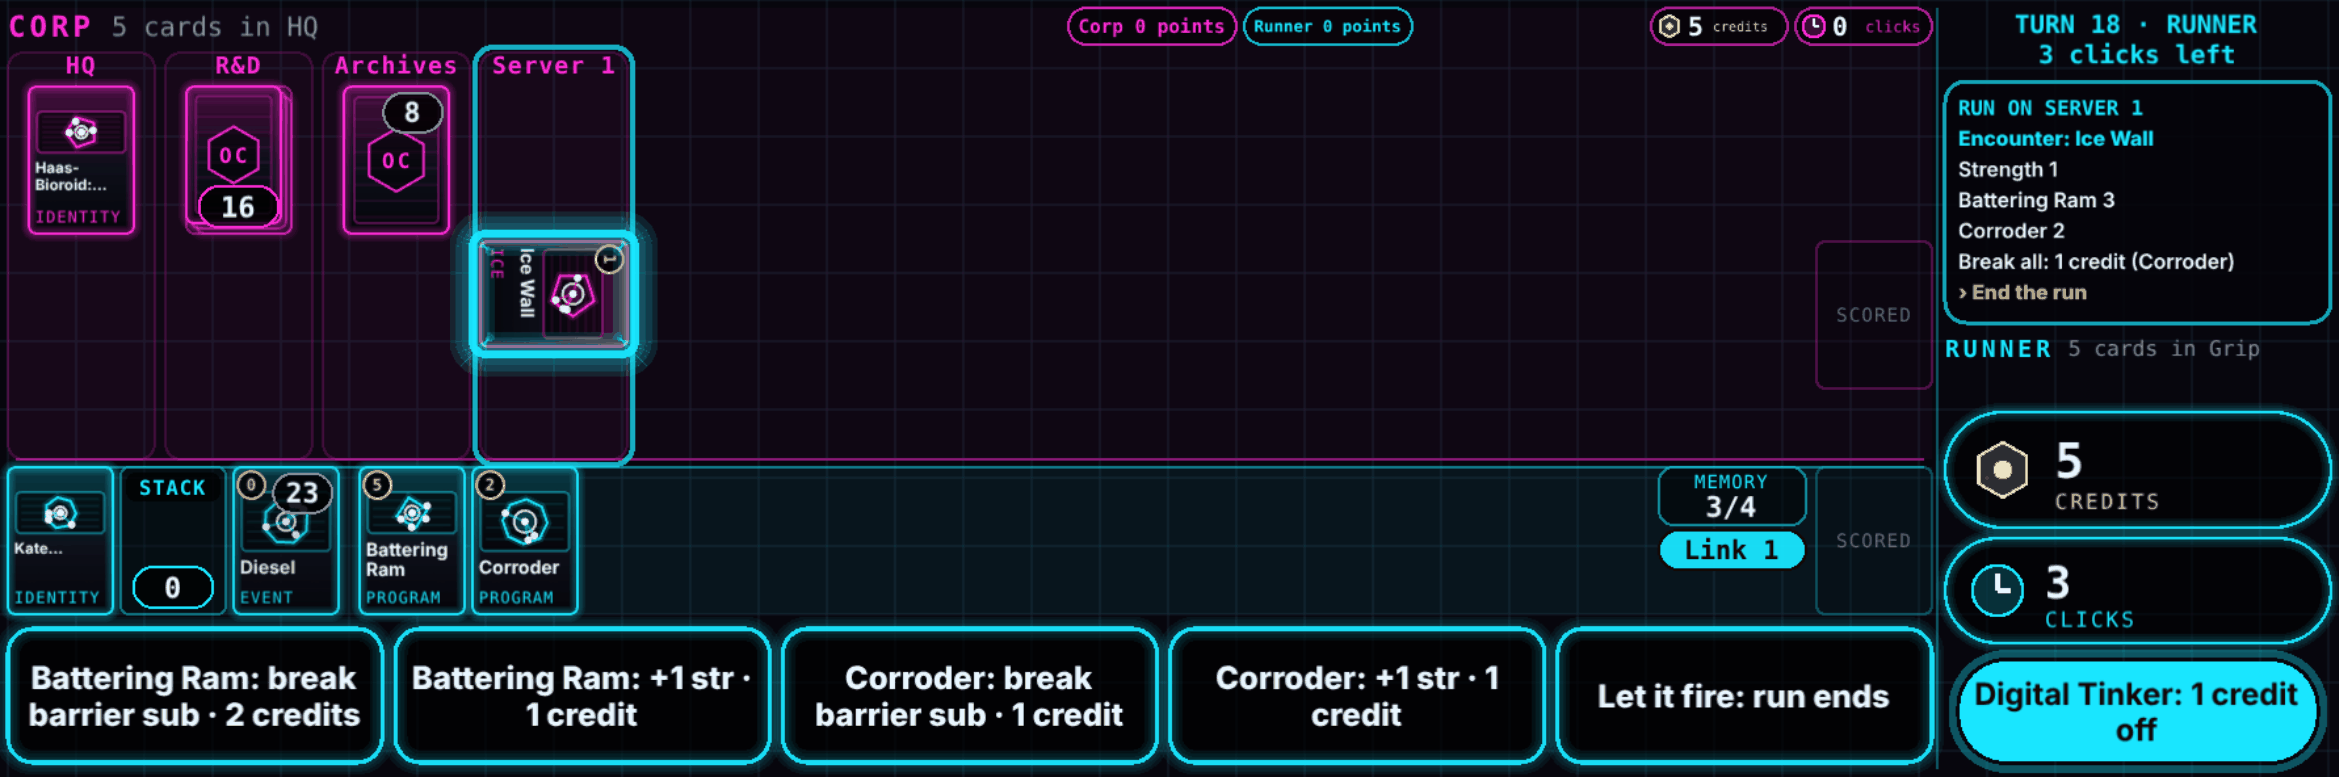 CORP 5 cards in HQ
Corp 0 points
Runner 0 points
5 credits
0 clicks
HQ
R&D
Archives
Server 1
Haas-
Bioroid:...
IDENTITY
OC
16
8
OC
ICE
Ice Wall
1
SCORED
TURN 18 · RUNNER
3 clicks left
RUN ON SERVER 1
Encounter: Ice Wall
Strength 1
Battering Ram 3
Corroder 2
Break all: 1 credit (Corroder)
› End the run
RUNNER 5 cards in Grip
5
CREDITS
3
CLICKS
Kate...
IDENTITY
STACK
0
0
23
Diesel
EVENT
5
Battering
Ram
PROGRAM
2
Corroder
PROGRAM
MEMORY
3/4
Link 1
SCORED
Battering Ram: break
barrier sub · 2 credits
Battering Ram: +1 str ·
1 credit
Corroder: break
barrier sub · 1 credit
Corroder: +1 str · 1
credit
Let it fire: run ends
Digital Tinker: 1 credit
off